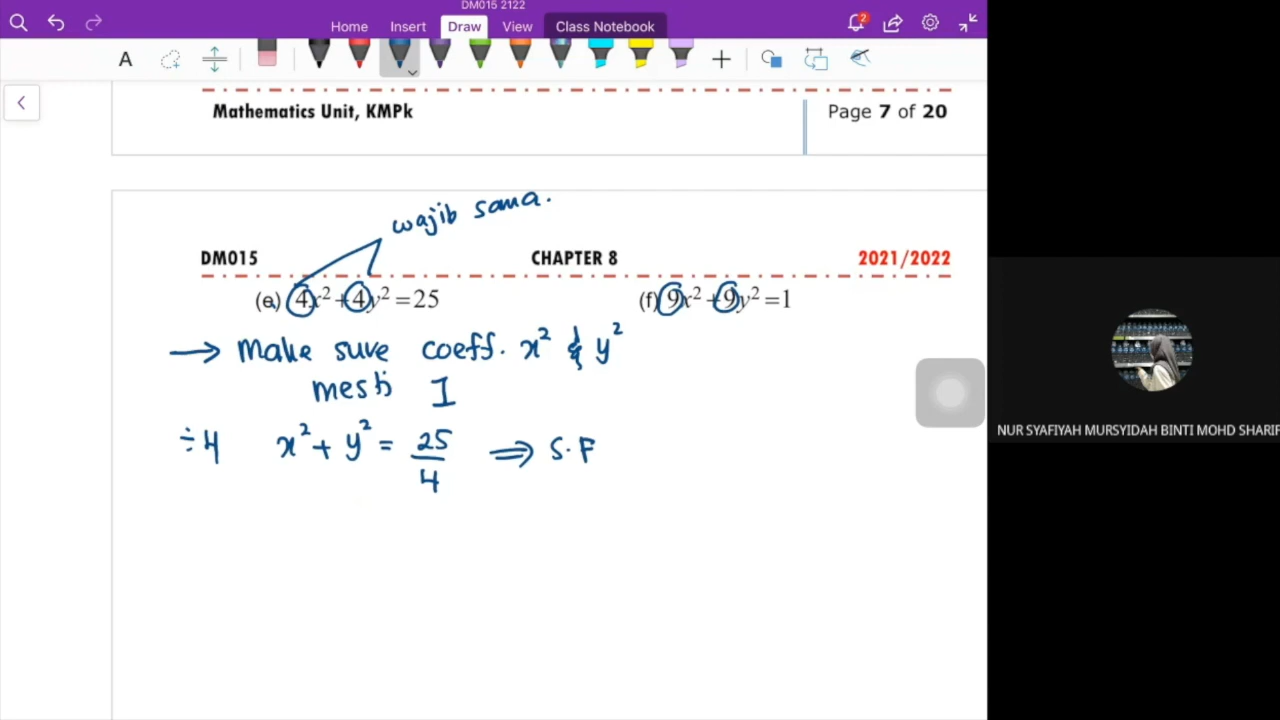 DM015 2122
Home Insert Draw View Class Notebook
2
A
Mathematics Unit, KMPk
Page 7 of 20
wajib sama.
DM015 CHAPTER 8 2021/2022
(e) 4x² + 4y² = 25 (f) 9x² + 9y² = 1
→ Make sure coeff. x² & y²
mesti 1
÷4 x² + y² = 25/4 ⇒ S.F
NUR SYAFIYAH MURSYIDAH BINTI MOHD SHARIF